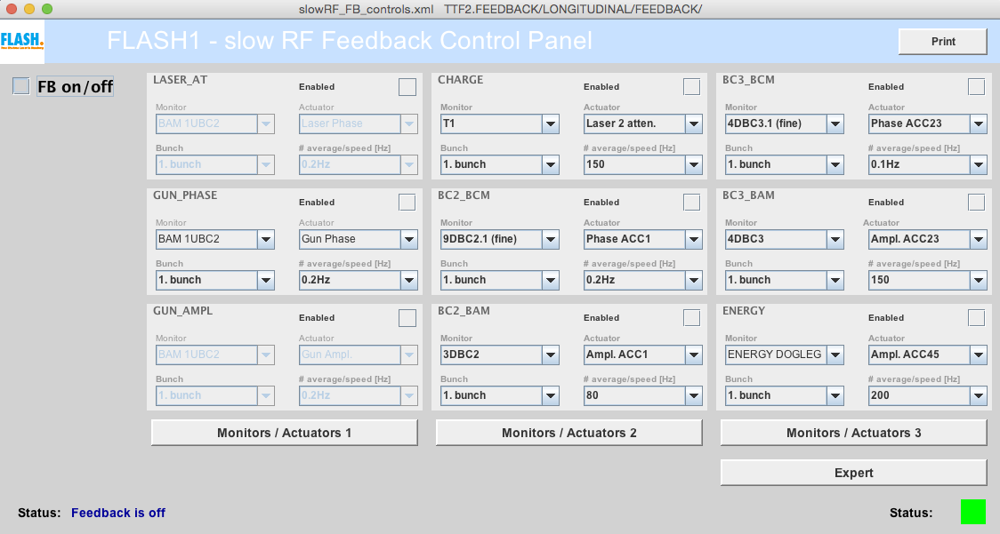 slowRF_FB_controls.xml TTF2.FEEDBACK/LONGITUDINAL/FEEDBACK/
FLASH.
FLASH1 - slow RF Feedback Control Panel
Print
FB on/off
LASER_AT
Enabled
Monitor
Actuator
BAM 1UBC2
Laser Phase
Bunch
# average/speed [Hz]
1. bunch
0.2Hz
GUN_PHASE
Enabled
Monitor
Actuator
BAM 1UBC2
Gun Phase
Bunch
# average/speed [Hz]
1. bunch
0.2Hz
GUN_AMPL
Enabled
Monitor
Actuator
BAM 1UBC2
Gun Ampl.
Bunch
# average/speed [Hz]
1. bunch
0.2Hz
Monitors / Actuators 1
CHARGE
Enabled
Monitor
Actuator
T1
Laser 2 atten.
Bunch
# average/speed [Hz]
1. bunch
150
BC2_BCM
Enabled
Monitor
Actuator
9DBC2.1 (fine)
Phase ACC1
Bunch
# average/speed [Hz]
1. bunch
0.2Hz
BC2_BAM
Enabled
Monitor
Actuator
3DBC2
Ampl. ACC1
Bunch
# average/speed [Hz]
1. bunch
80
Monitors / Actuators 2
BC3_BCM
Enabled
Monitor
Actuator
4DBC3.1 (fine)
Phase ACC23
Bunch
# average/speed [Hz]
1. bunch
0.1Hz
BC3_BAM
Enabled
Monitor
Actuator
4DBC3
Ampl. ACC23
Bunch
# average/speed [Hz]
1. bunch
150
ENERGY
Enabled
Monitor
Actuator
ENERGY DOGLEG
Ampl. ACC45
Bunch
# average/speed [Hz]
1. bunch
200
Monitors / Actuators 3
Expert
Status: Feedback is off
Status: